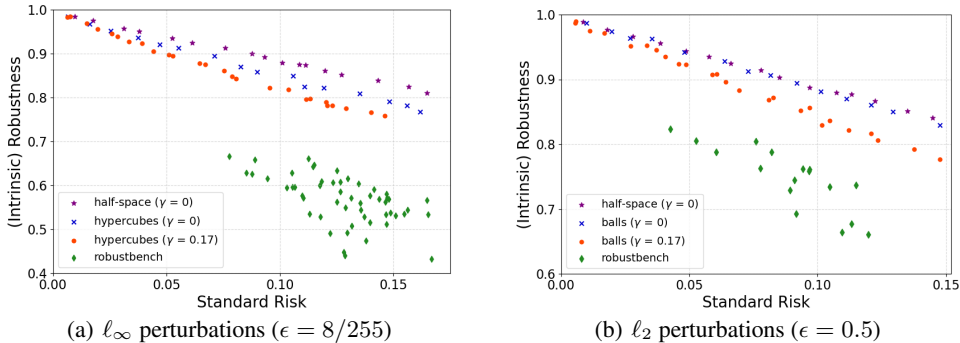 1.0
0.9
0.8
0.7
0.6
0.5
0.4
(Intrinsic) Robustness
half-space (γ = 0)
hypercubes (γ = 0)
hypercubes (γ = 0.17)
robustbench
0.00 0.05 0.10 0.15
Standard Risk
(a) ℓ∞ perturbations (ϵ = 8/255)
1.0
0.9
0.8
0.7
0.6
(Intrinsic) Robustness
half-space (γ = 0)
balls (γ = 0)
balls (γ = 0.17)
robustbench
0.00 0.05 0.10 0.15
Standard Risk
(b) ℓ2 perturbations (ϵ = 0.5)